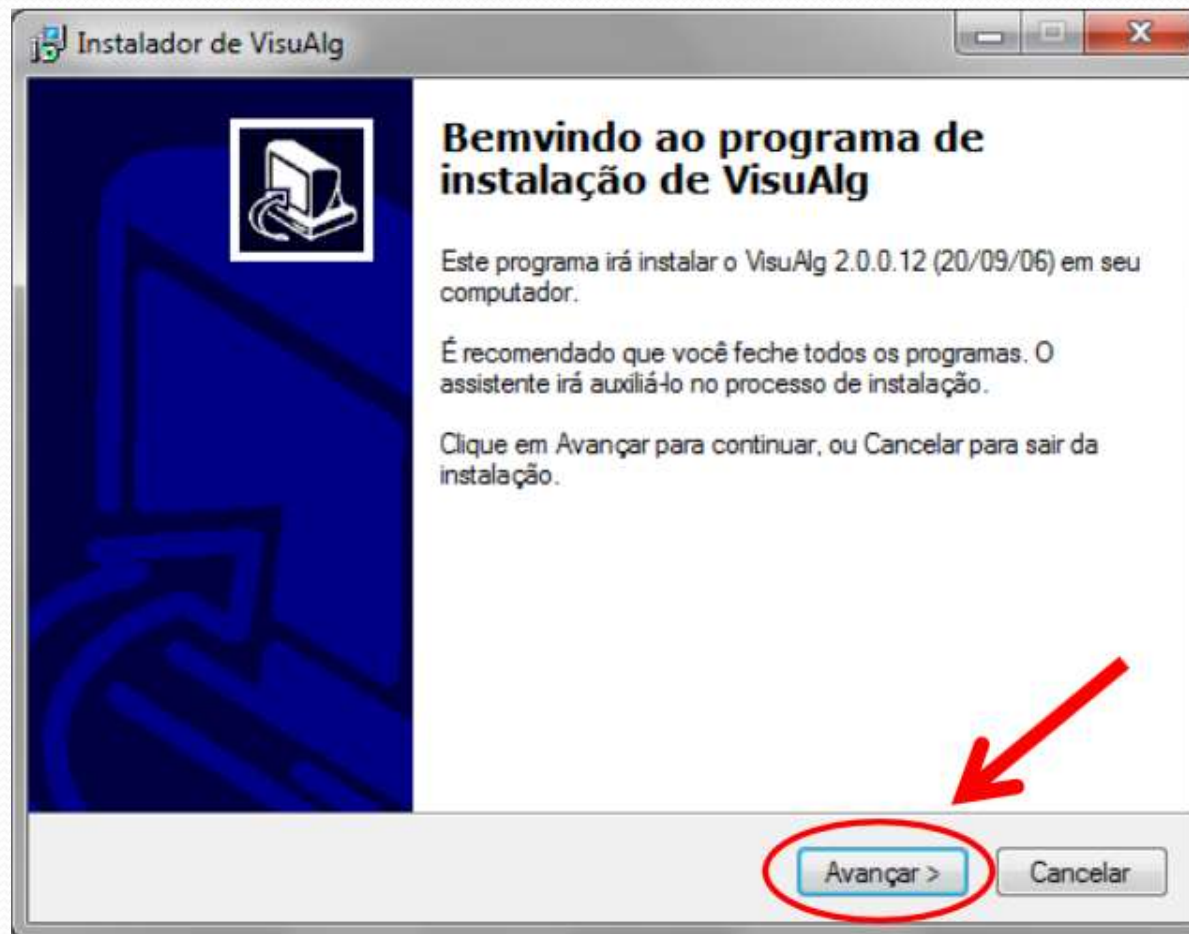 Instalador de VisuAlg
Bemvindo ao programa de
instalação de VisuAlg
Este programa irá instalar o VisuAlg 2.0.0.12 (20/09/06) em seu
computador.
É recomendado que você feche todos os programas. O
assistente irá auxiliá-lo no processo de instalação.
Clique em Avançar para continuar, ou Cancelar para sair da
instalação.
Avançar >
Cancelar